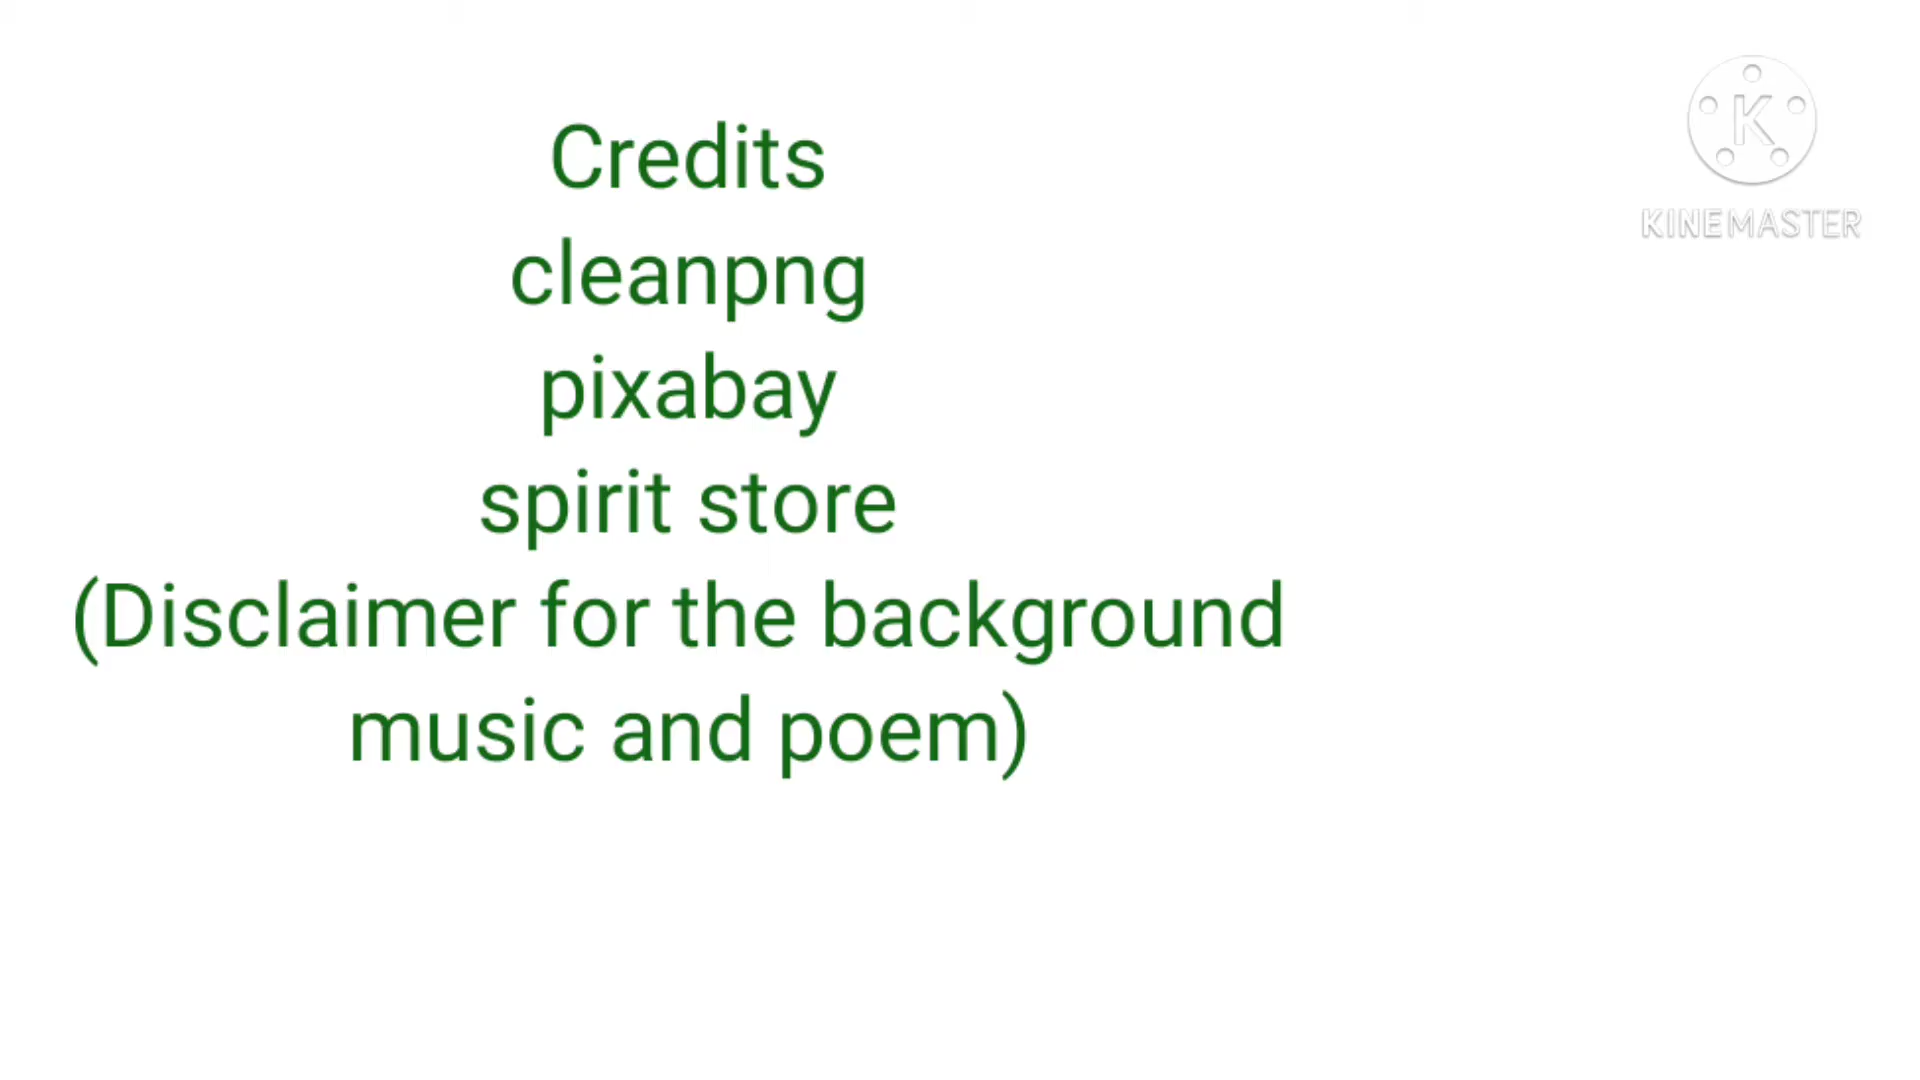 Credits
cleanpng
pixabay
spirit store
(Disclaimer for the background
music and poem)
K
KINEMASTER